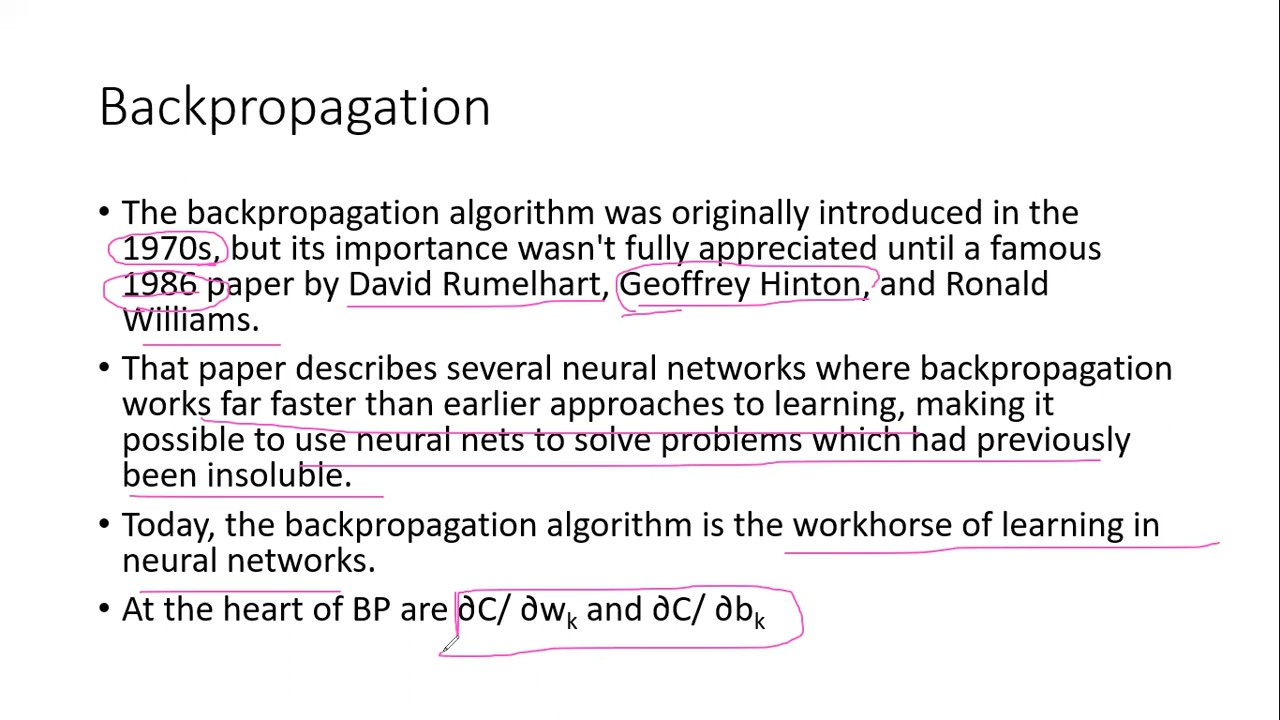 Backpropagation
• The backpropagation algorithm was originally introduced in the
1970s, but its importance wasn't fully appreciated until a famous
1986 paper by David Rumelhart, Geoffrey Hinton, and Ronald
Williams.
• That paper describes several neural networks where backpropagation
works far faster than earlier approaches to learning, making it
possible to use neural nets to solve problems which had previously
been insoluble.
• Today, the backpropagation algorithm is the workhorse of learning in
neural networks.
• At the heart of BP are ∂C/ ∂wₖ and ∂C/ ∂bₖ